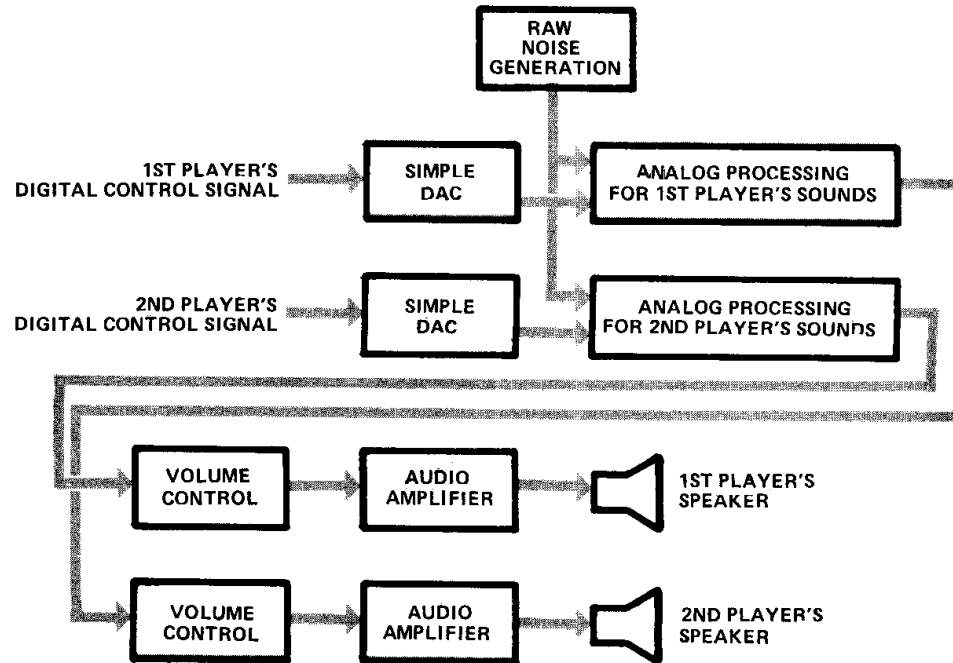 RAW
NOISE
GENERATION
1ST PLAYER'S
DIGITAL CONTROL SIGNAL
SIMPLE
DAC
ANALOG PROCESSING
FOR 1ST PLAYER'S SOUNDS
2ND PLAYER'S
DIGITAL CONTROL SIGNAL
SIMPLE
DAC
ANALOG PROCESSING
FOR 2ND PLAYER'S SOUNDS
VOLUME
CONTROL
AUDIO
AMPLIFIER
1ST PLAYER'S
SPEAKER
VOLUME
CONTROL
AUDIO
AMPLIFIER
2ND PLAYER'S
SPEAKER